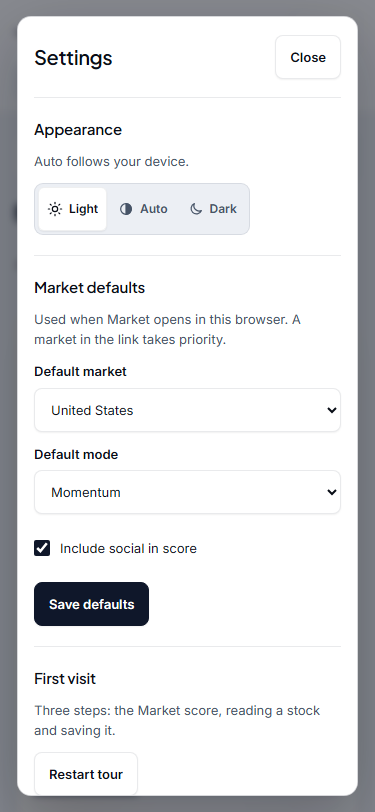 Settings
Close
Appearance
Auto follows your device.
Light
Auto
Dark
Market defaults
Used when Market opens in this browser. A
market in the link takes priority.
Default market
United States
Default mode
Momentum
Include social in score
Save defaults
First visit
Three steps: the Market score, reading a stock
and saving it.
Restart tour